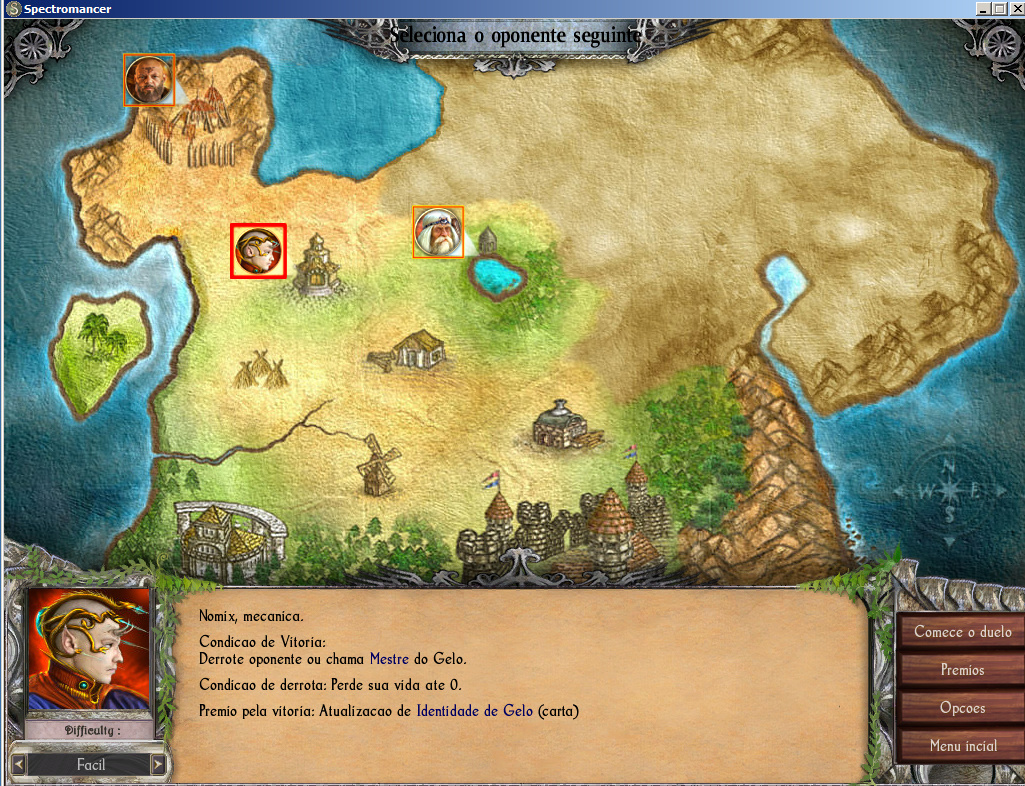 Spectromancer
Seleciona o oponente seguinte
N
W E
S
Nomix, mecanica.
Condicao de Vitoria:
Derrote oponente ou chama Mestre do Gelo.
Condicao de derrota: Perde sua vida ate 0.
Premio pela vitoria: Atualizacao de Identidade de Gelo (carta)
Difficulty :
Facil
Comece o duelo
Premios
Opcoes
Menu incial